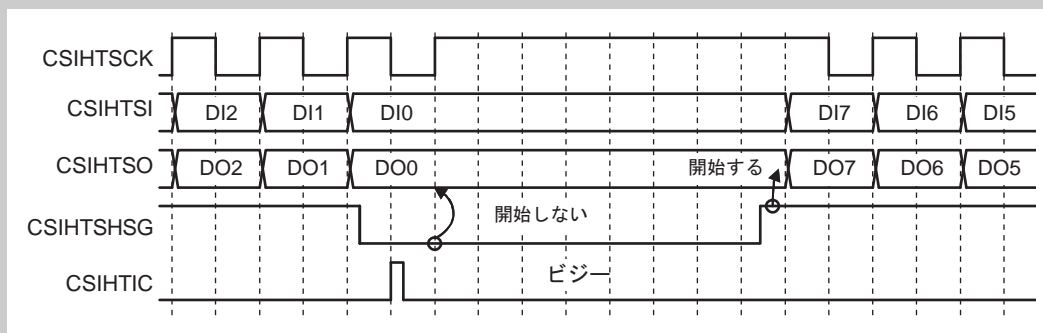 CSIHTSCK
CSIHTSI DI2 DI1 DI0 DI7 DI6 DI5
CSIHTSO DO2 DO1 DO0 開始する DO7 DO6 DO5
CSIHTSHSG 開始しない
CSIHTIC ビジー